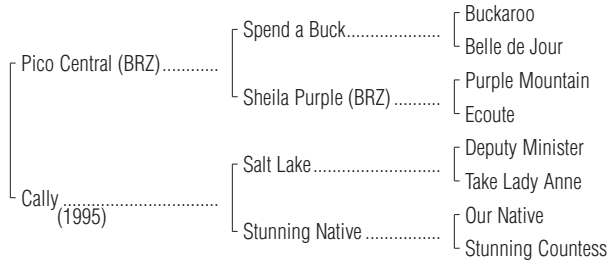 Buckaroo
Spend a Buck....................
Belle de Jour
Pico Central (BRZ)............
Purple Mountain
Sheila Purple (BRZ) ..........
Ecoute
Deputy Minister
Salt Lake...........................
Take Lady Anne
Cally .................................
(1995)
Our Native
Stunning Native ................
Stunning Countess